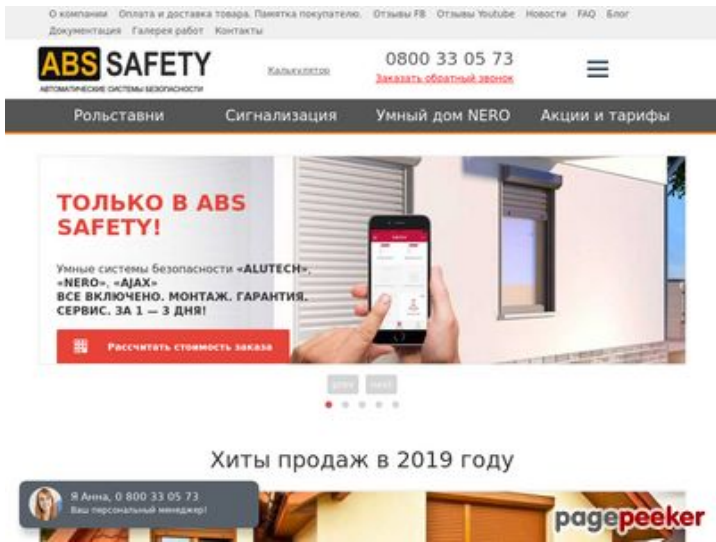 О компании Оплата и доставка товара. Памятка покупателю. Отзывы FB Отзывы Youtube Новости FAQ Блог
Документация Галерея работ Контакты
ABS SAFETY
АВТОМАТИЧЕСКИЕ СИСТЕМЫ БЕЗОПАСНОСТИ
Калькулятор
0800 33 05 73
Заказать обратный звонок
Рольставни Сигнализация Умный дом NERO Акции и тарифы
ТОЛЬКО В ABS
SAFETY!
Умные системы безопасности «ALUTECH»,
«NERO», «AJAX»
ВСЕ ВКЛЮЧЕНО. МОНТАЖ. ГАРАНТИЯ.
СЕРВИС. ЗА 1 — 3 ДНЯ!
Рассчитать стоимость заказа
prev next
Хиты продаж в 2019 году
Я Анна, 0 800 33 05 73
Ваш персональный менеджер!
pagepeeker